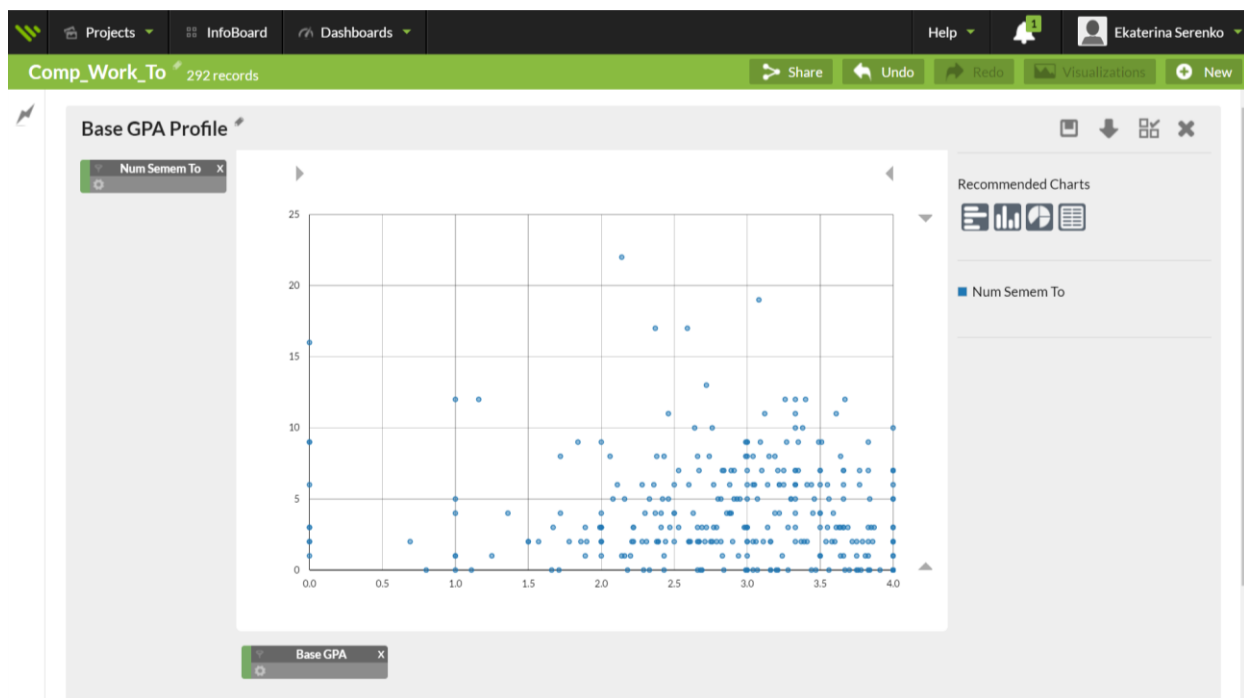 Projects InfoBoard Dashboards Help 1 Ekaterina Serenko
Comp_Work_To 292 records Share Undo Redo Visualizations New
Base GPA Profile
Num Semem To X
Recommended Charts
25
20
Num Semem To
15
10
5
0
0.0 0.5 1.0 1.5 2.0 2.5 3.0 3.5 4.0
Base GPA X